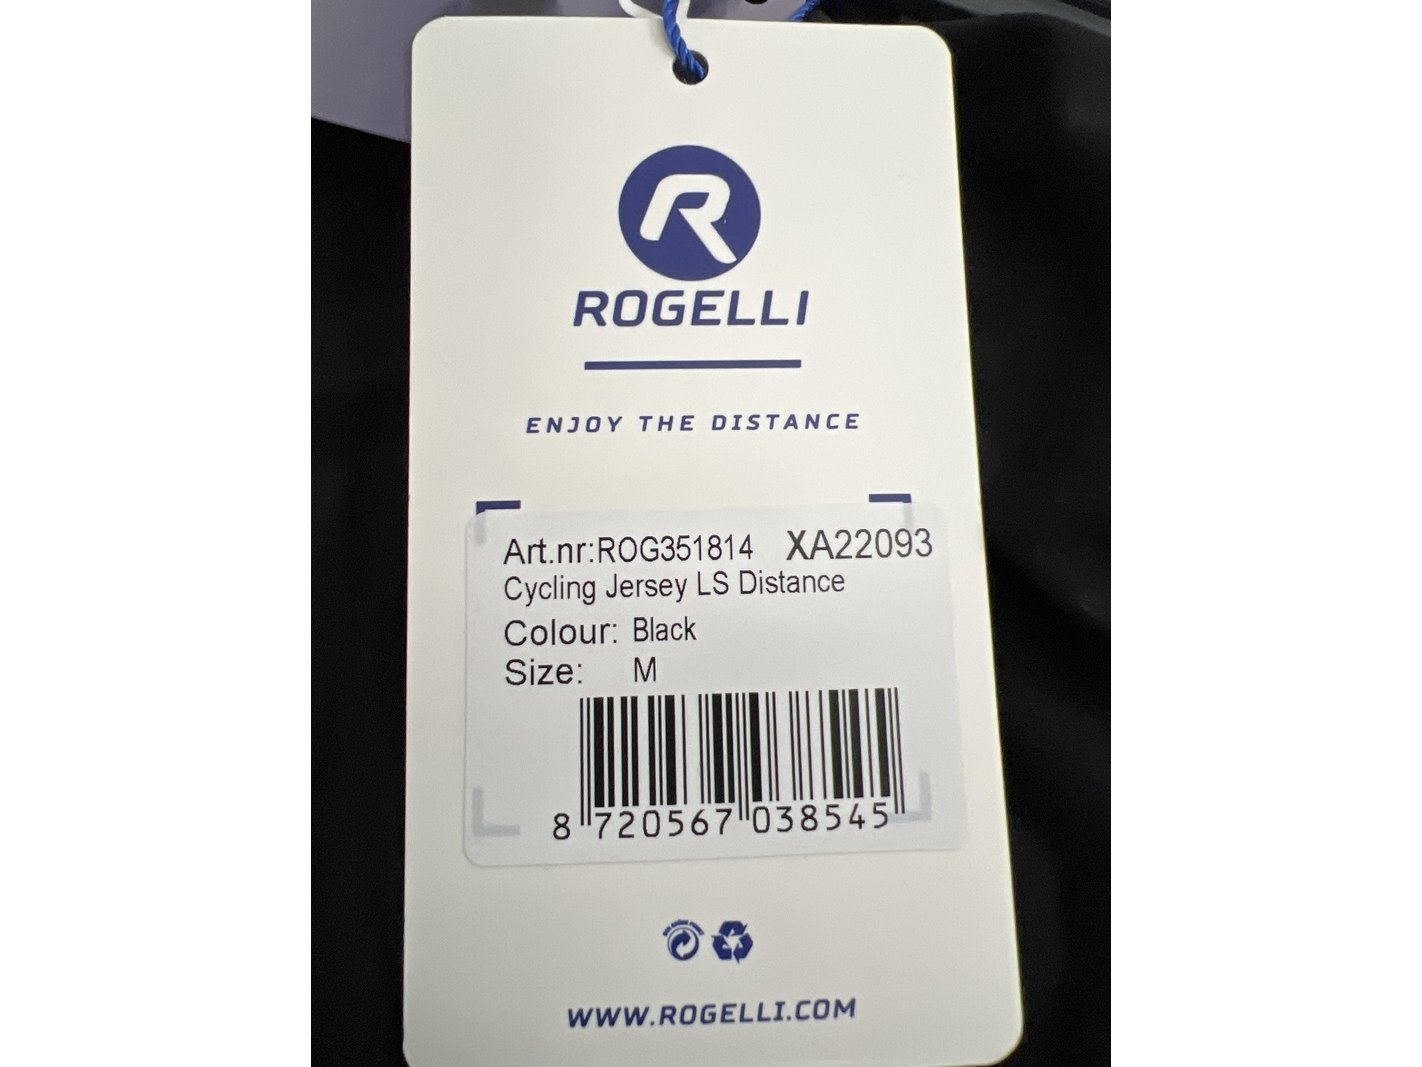 R
ROGELLI
ENJOY THE DISTANCE
Art.nr:ROG351814 XA22093
Cycling Jersey LS Distance
Colour: Black
Size: M
8 720567 038545
WWW.ROGELLI.COM